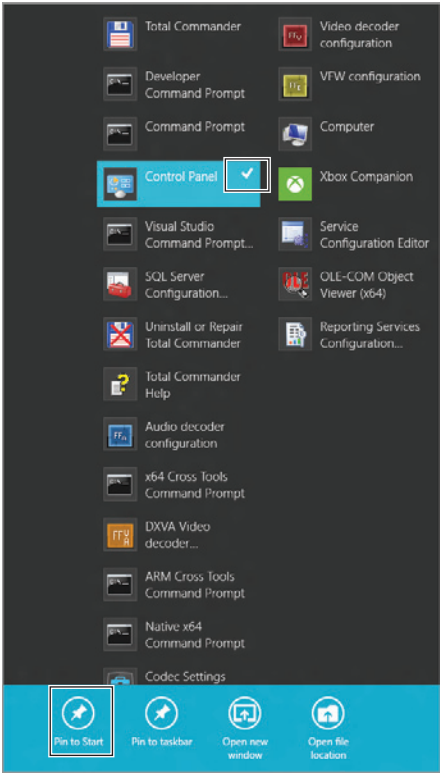 Total Commander
Developer
Command Prompt
Command Prompt
Control Panel
Visual Studio
Command Prompt...
SQL Server
Configuration...
Uninstall or Repair
Total Commander
Total Commander
Help
Audio decoder
configuration
x64 Cross Tools
Command Prompt
DXVA Video
decoder...
ARM Cross Tools
Command Prompt
Native x64
Command Prompt
Codec Settings
Video decoder
configuration
VFW configuration
Computer
Xbox Companion
Service
Configuration Editor
OLE-COM Object
Viewer (x64)
Reporting Services
Configuration...
Pin to Start
Pin to taskbar
Open new
window
Open file
location